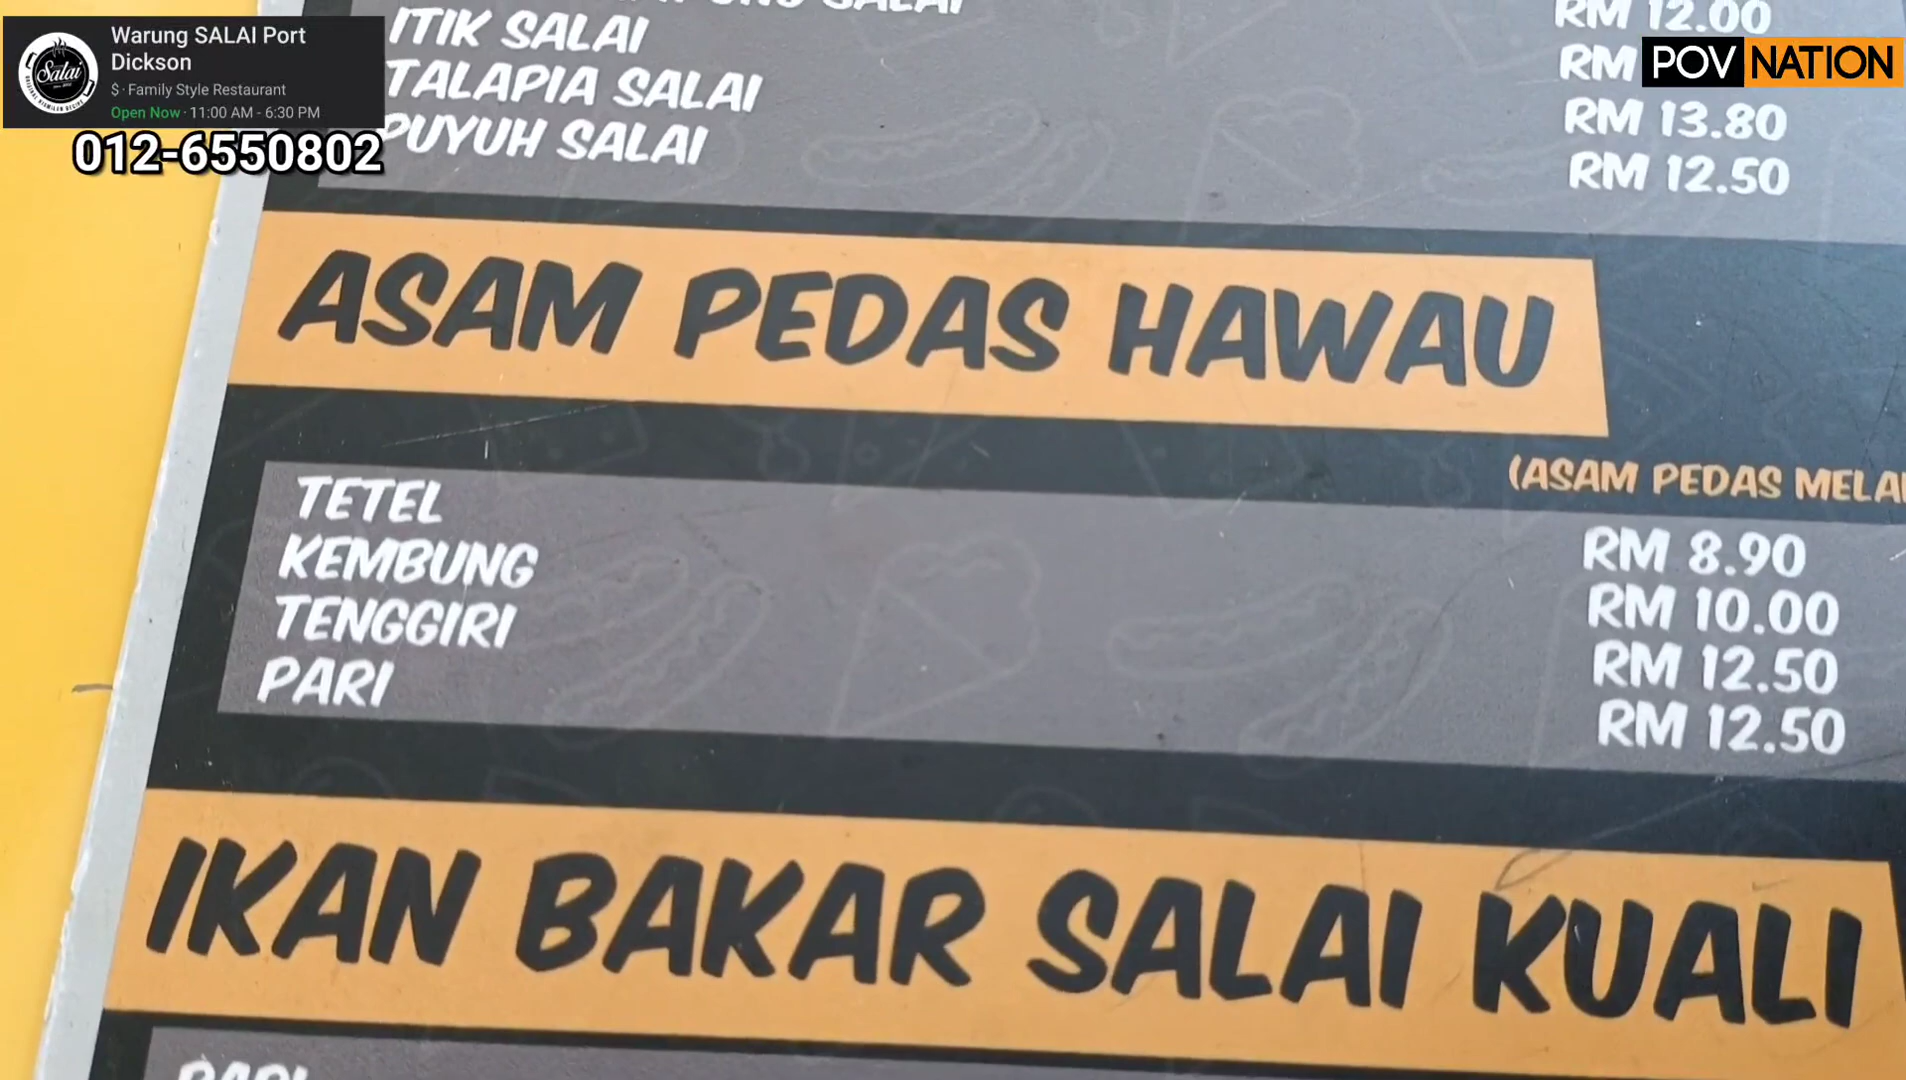 Warung SALAI Port
Dickson
$ · Family Style Restaurant
Open Now · 11:00 AM - 6:30 PM
012-6550802
POV NATION
SALAI RM 12.00
ITIK SALAI RM
TALAPIA SALAI RM 13.80
PUYUH SALAI RM 12.50
ASAM PEDAS HAWAU
(ASAM PEDAS
TETEL RM 8.90
KEMBUNG RM 10.00
TENGGIRI RM 12.50
PARI RM 12.50
IKAN BAKAR SALAI KUALI
PARI
Salai